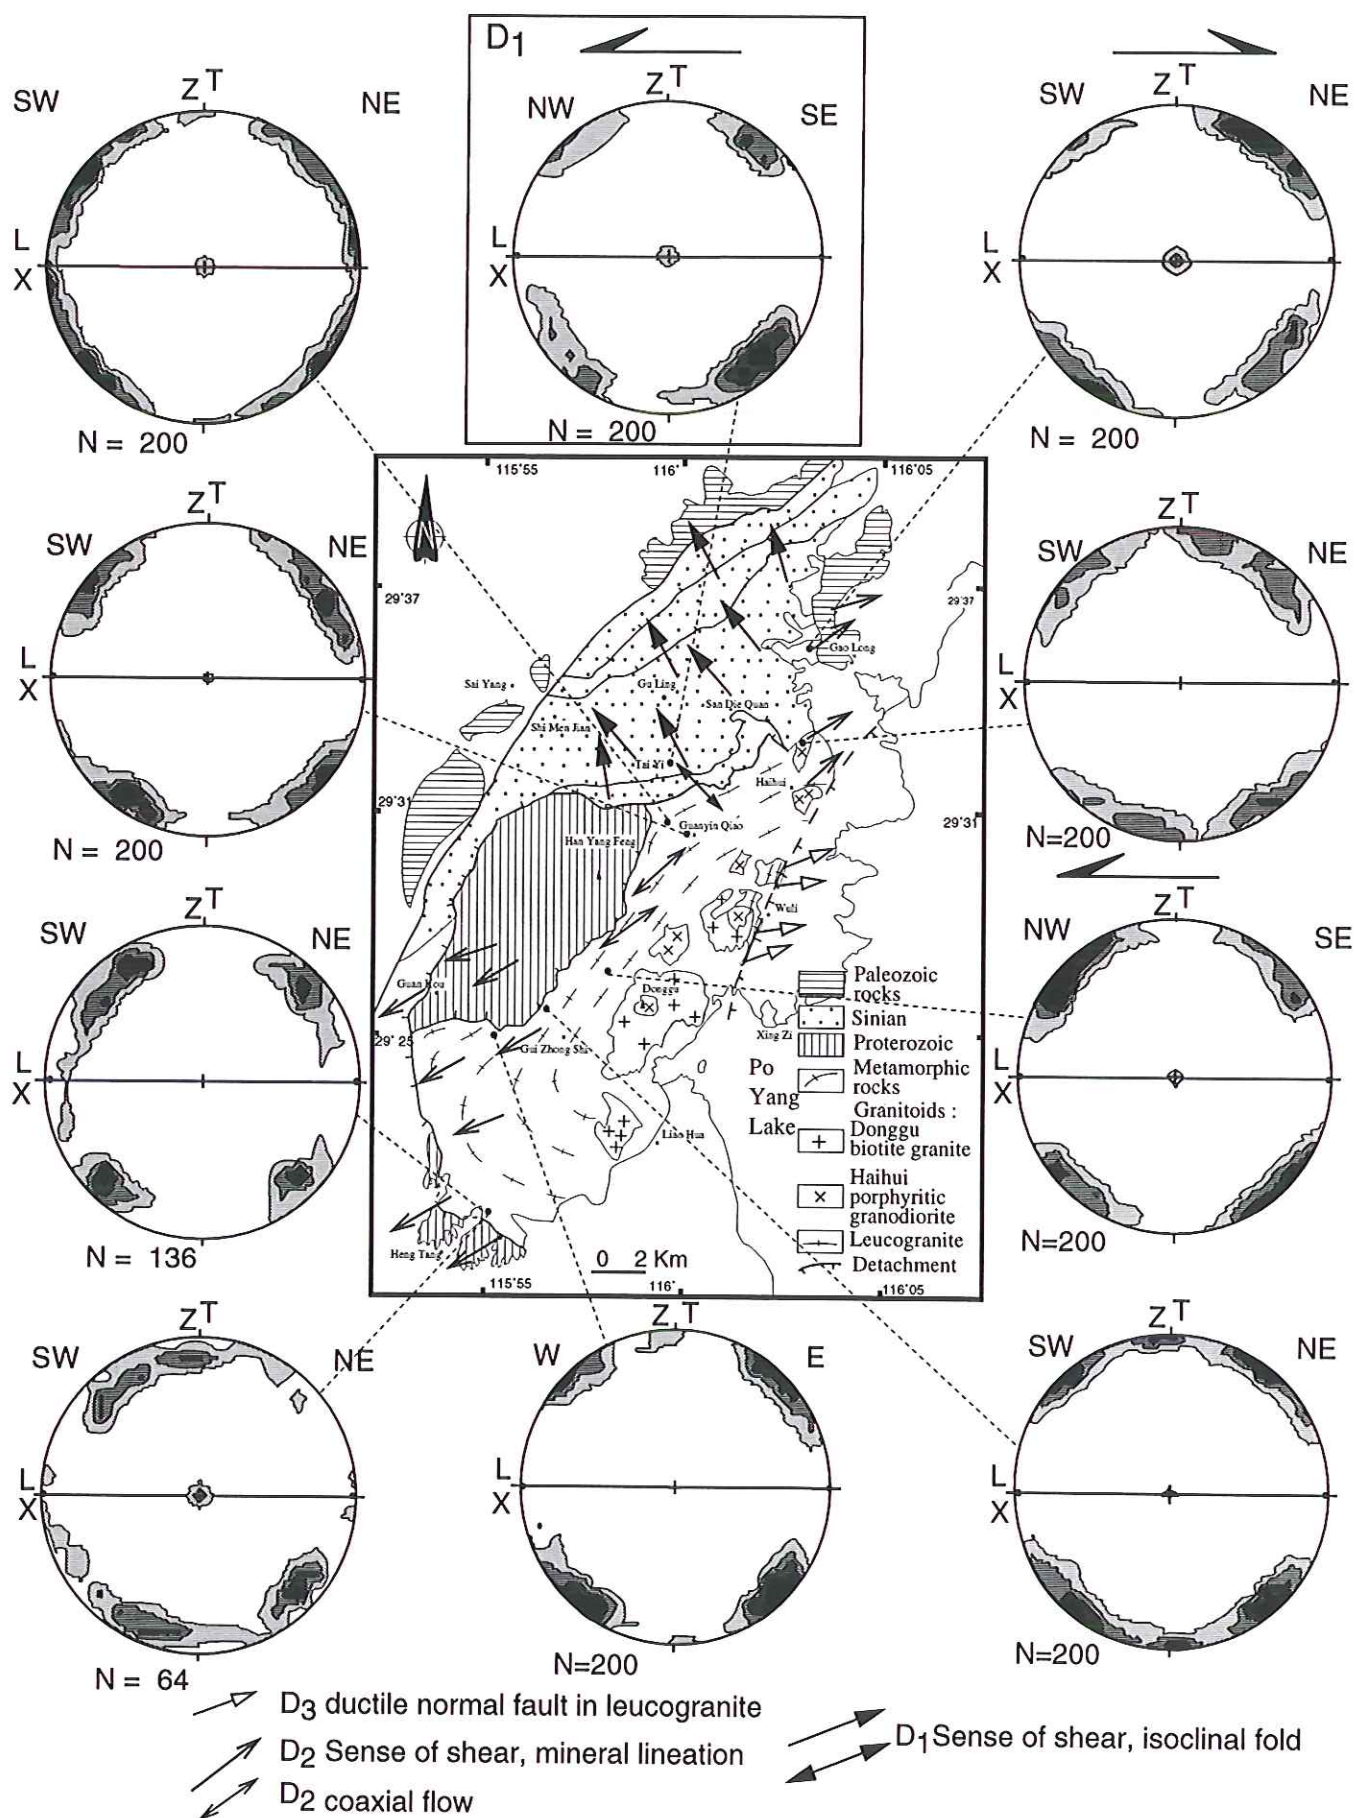 D1
SW
Z T
NE
L
X
N = 200
NW
Z T
SE
L
X
N = 200
SW
Z T
NE
L
X
N = 200
SW
Z T
NE
L
X
N = 200
SW
Z T
NE
L
X
N=200
SW
Z T
NE
L
X
N = 136
NW
Z T
SE
L
X
N=200
SW
Z T
NE
L
X
N = 64
W
Z T
E
L
X
N=200
SW
Z T
NE
L
X
N=200
115°55
116°
116°05
N
29°37
29°37
Gao Long
Sai Yang
Gu Ling
San Die Quan
Shi Men Jian
Tai Yi
Haihui
29°31
29°31
Guanyin Qiao
Han Yang Feng
Wuli
Guan Kou
Donggu
Xing Zi
29°25
Gui Zhong Shi
Po
Yang
Lake
Liao Hua
Heng Tang
0 2 Km
115°55
116°
116°05
Paleozoic
rocks
Sinian
Proterozoic
Metamorphic
rocks
Granitoids :
Donggu
biotite granite
Haihui
porphyritic
granodiorite
Leucogranite
Detachment
D3 ductile normal fault in leucogranite
D2 Sense of shear, mineral lineation
D2 coaxial flow
D1Sense of shear, isoclinal fold